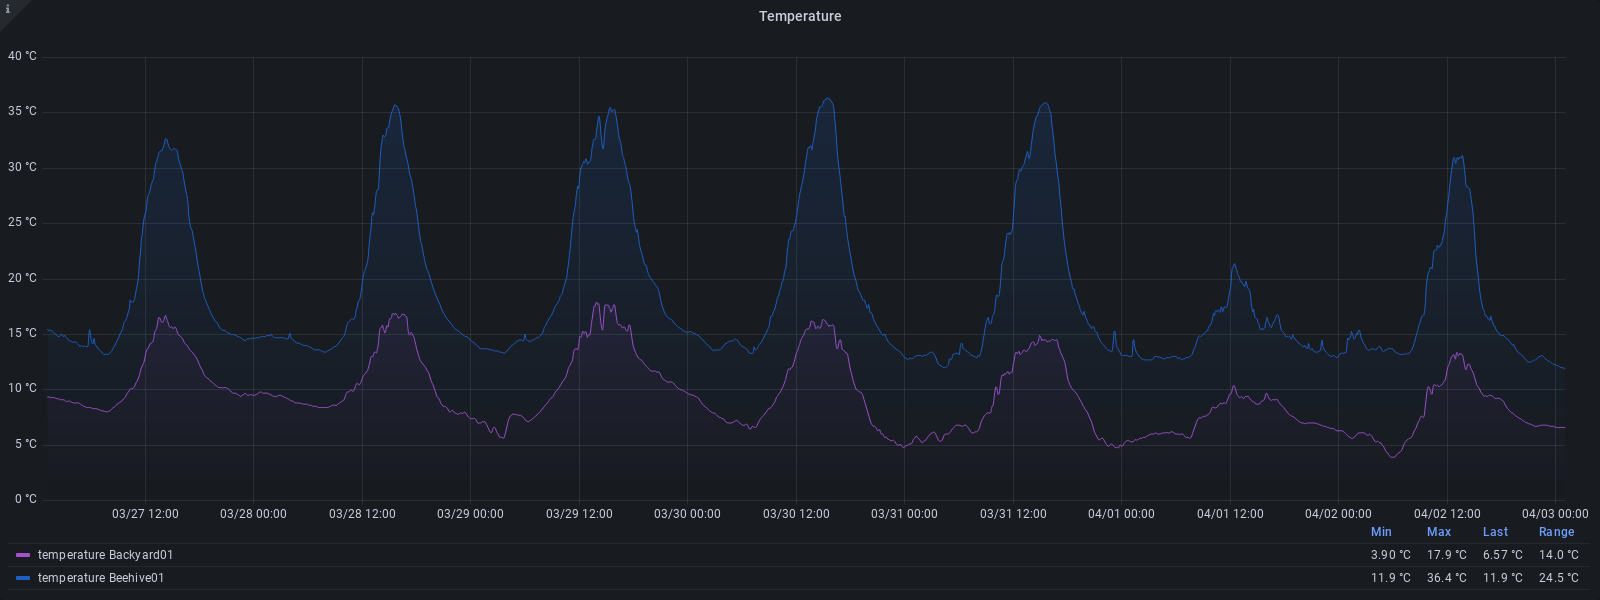 i
Temperature
40 °C
35 °C
30 °C
25 °C
20 °C
15 °C
10 °C
5 °C
0 °C
03/27 12:00 03/28 00:00 03/28 12:00 03/29 00:00 03/29 12:00 03/30 00:00 03/30 12:00 03/31 00:00 03/31 12:00 04/01 00:00 04/01 12:00 04/02 00:00 04/02 12:00 04/03 00:00
Min Max Last Range
temperature Backyard01 3.90 °C 17.9 °C 6.57 °C 14.0 °C
temperature Beehive01 11.9 °C 36.4 °C 11.9 °C 24.5 °C